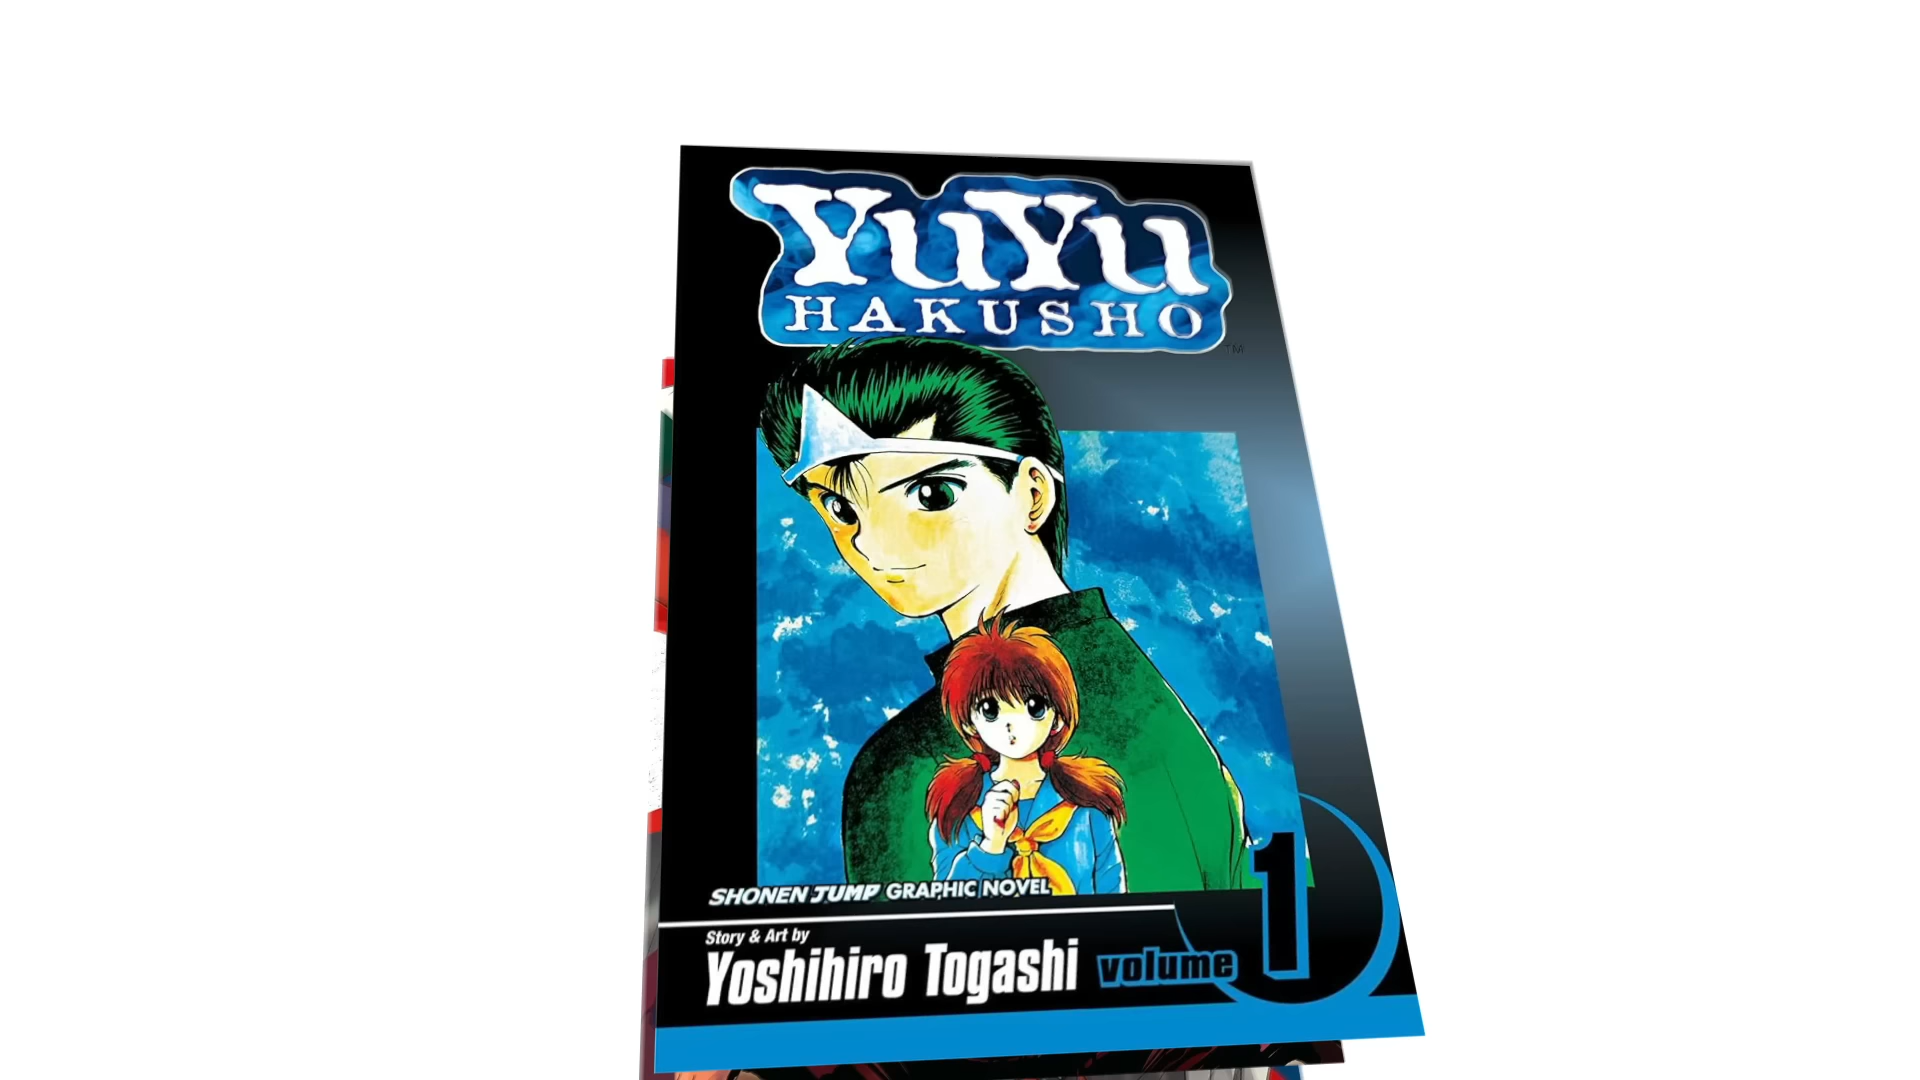 YuYu
HAKUSHO
TM
SHONEN JUMP GRAPHIC NOVEL
Story & Art by
Yoshihiro Togashi
volume 1